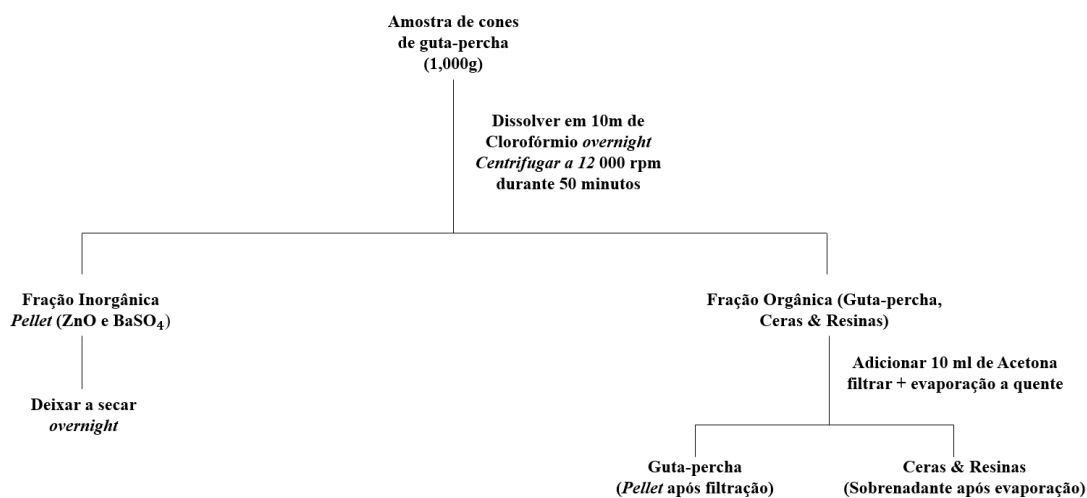 Amostra de cones
de guta-percha
(1,000g)
Dissolver em 10m de
Clorofórmio overnight
Centrifugar a 12 000 rpm
durante 50 minutos
Fração Inorgânica
Pellet (ZnO e BaSO₄)
Deixar a secar
overnight
Fração Orgânica (Guta-percha,
Ceras & Resinas)
Adicionar 10 ml de Acetona
filtrar + evaporação a quente
Guta-percha
(Pellet após filtração)
Ceras & Resinas
(Sobrenadante após evaporação)